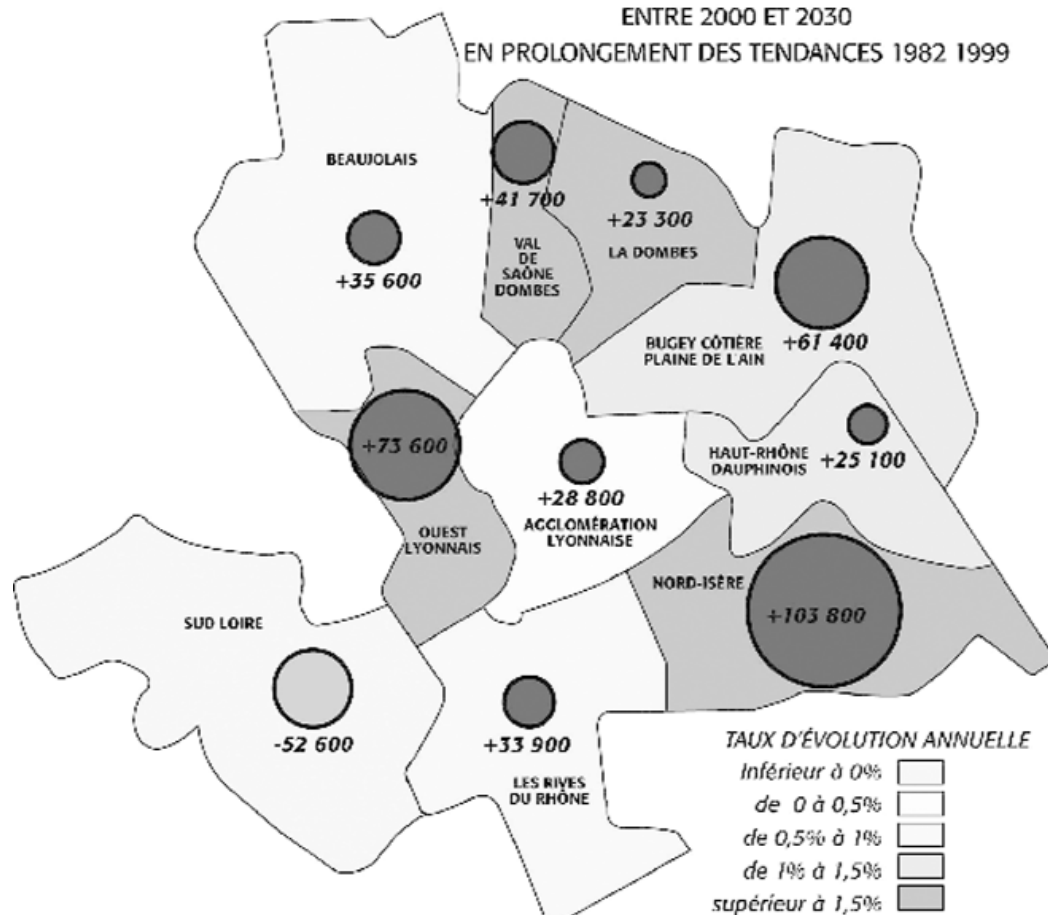 ENTRE 2000 ET 2030
EN PROLONGEMENT DES TENDANCES 1982 1999
BEAUJOLAIS
+35 600
+41 700
VAL
DE
SAÔNE
DOMBES
+23 300
LA DOMBES
BUGEY CÔTIÈRE
PLAINE DE L'AIN
+61 400
+73 600
OUEST
LYONNAIS
+28 800
AGGLOMÉRATION
LYONNAISE
HAUT-RHÔNE
DAUPHINOIS
+25 100
NORD-ISÈRE
+103 800
SUD LOIRE
-52 600
+33 900
LES RIVES
DU RHÔNE
TAUX D'ÉVOLUTION ANNUELLE
Inférieur à 0%
de 0 à 0,5%
de 0,5% à 1%
de 1% à 1,5%
supérieur à 1,5%